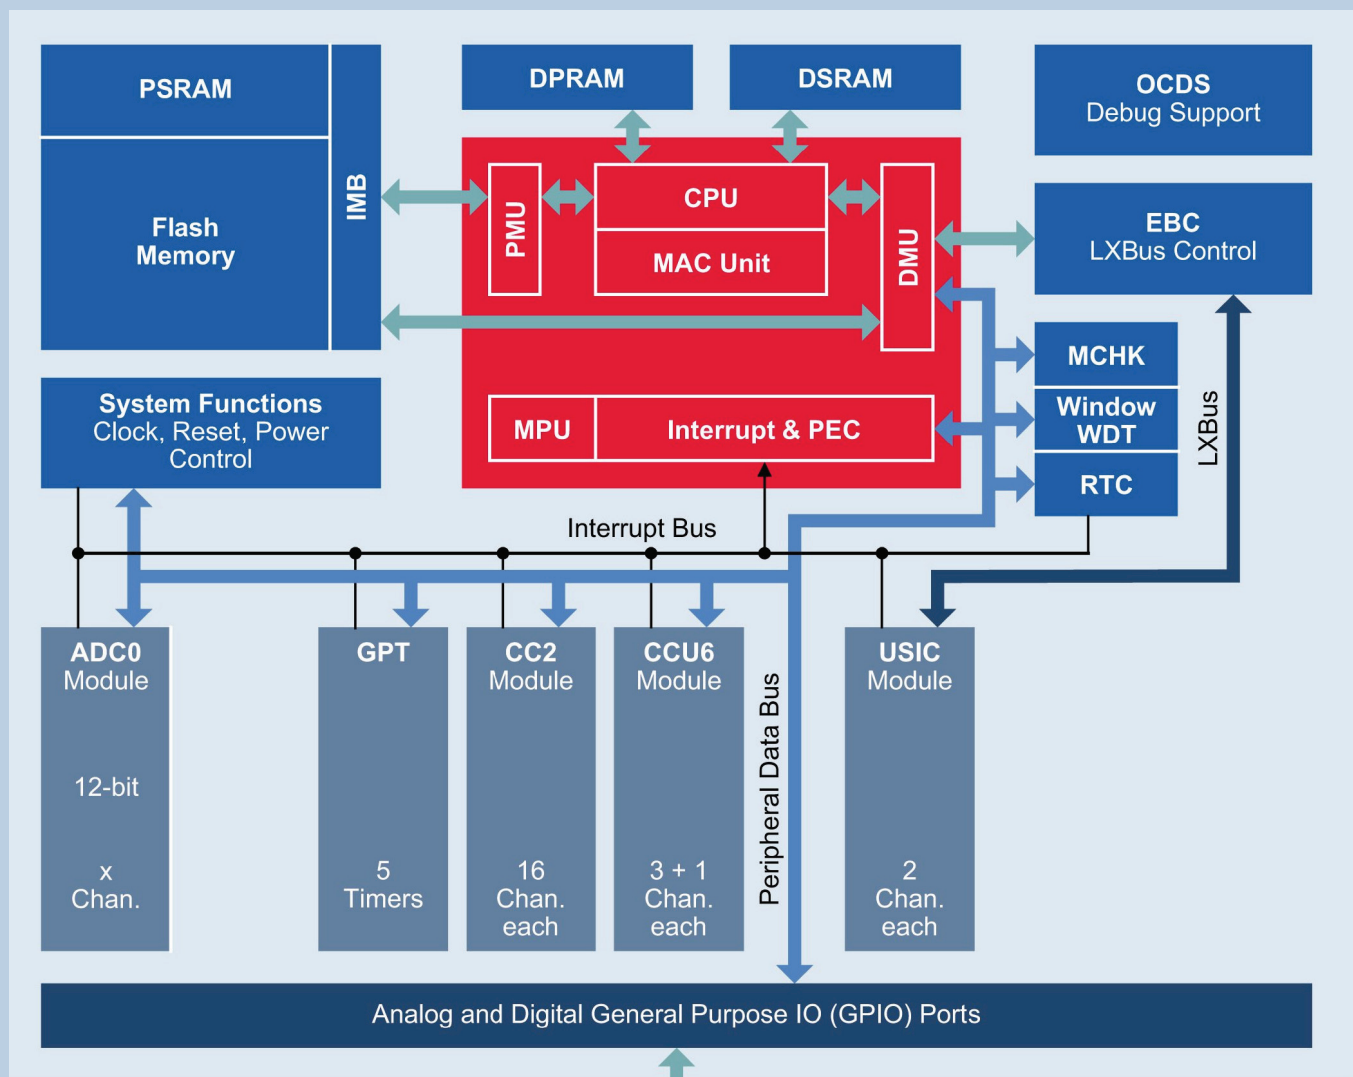 PSRAM
Flash
Memory
IMB
DPRAM
DSRAM
PMU
CPU
MAC Unit
DMU
MPU
Interrupt & PEC
OCDS
Debug Support
EBC
LXBus Control
MCHK
Window
WDT
RTC
LXBus
System Functions
Clock, Reset, Power
Control
Interrupt Bus
ADC0
Module
12-bit
x
Chan.
GPT
5
Timers
CC2
Module
16
Chan.
each
CCU6
Module
3 + 1
Chan.
each
Peripheral Data Bus
USIC
Module
2
Chan.
each
Analog and Digital General Purpose IO (GPIO) Ports